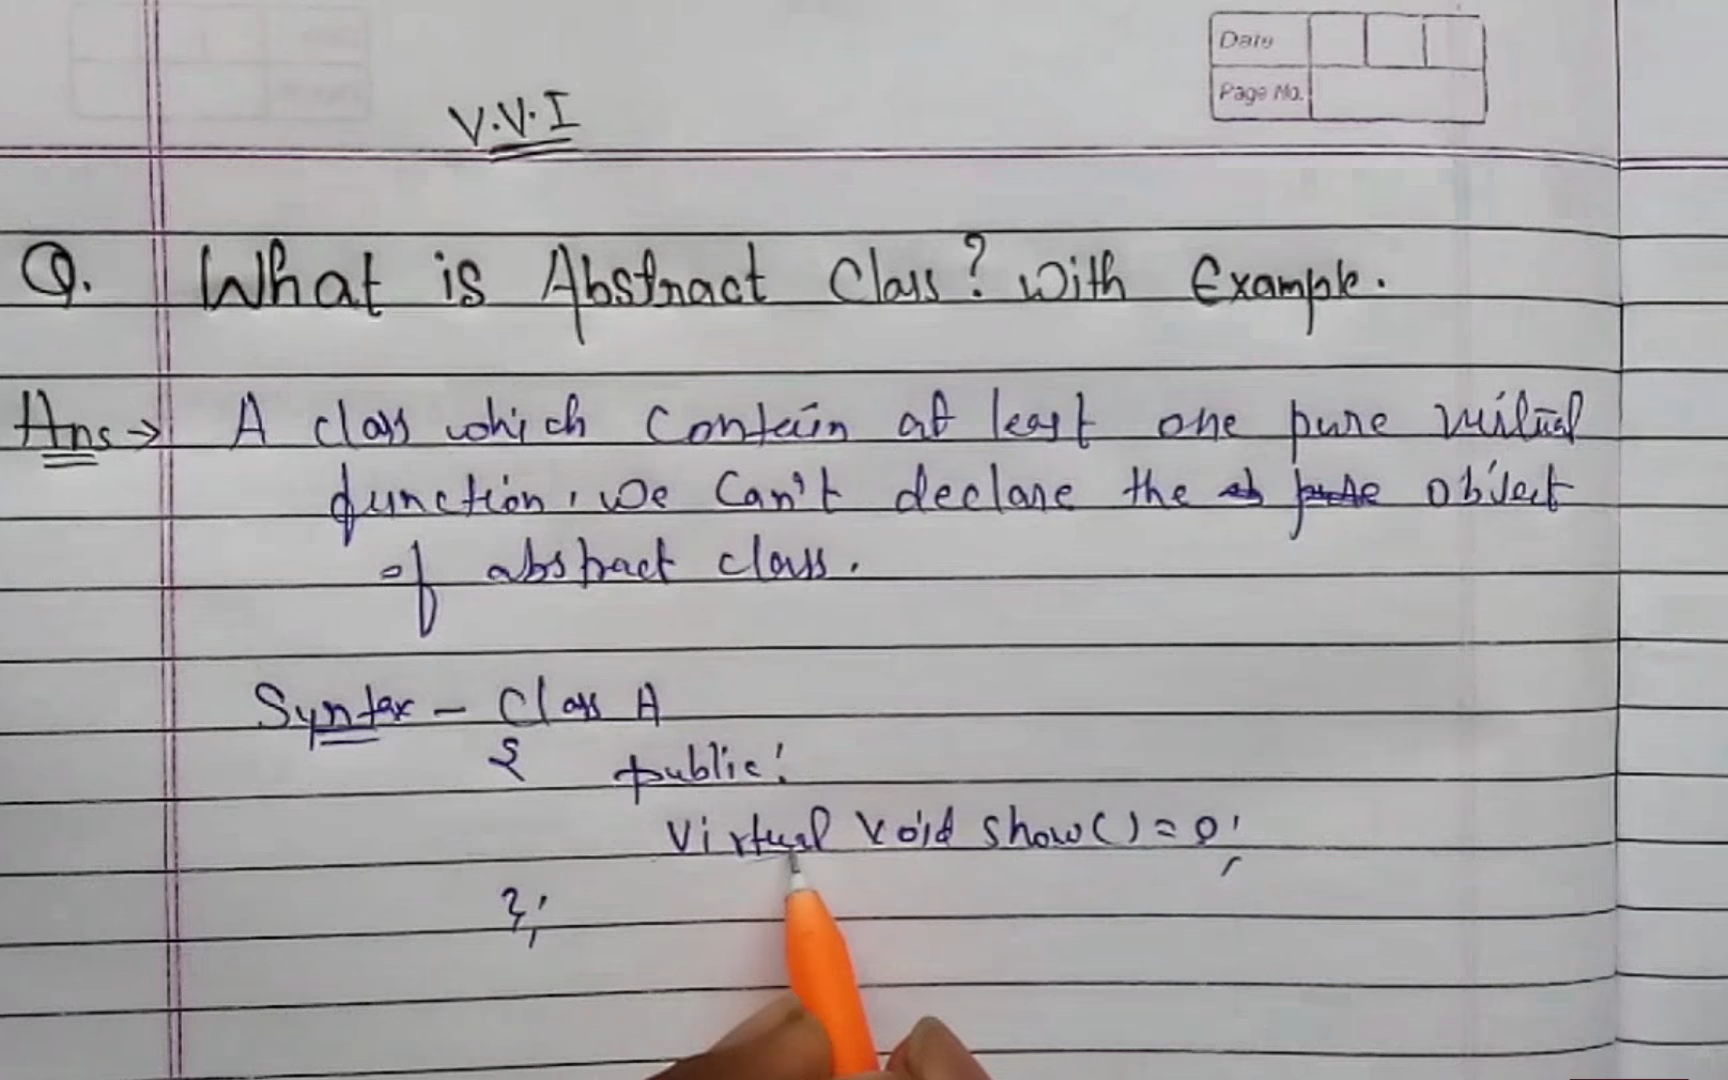 Date
Page No.
V.V.I
Q. What is Abstract Class? With Example.
Ans → A class which contain at least one pure virtual
function, we can't declare the object
of abstract class.
Syntax - Class A
{ public:
Virtual Void show() = 0;
};